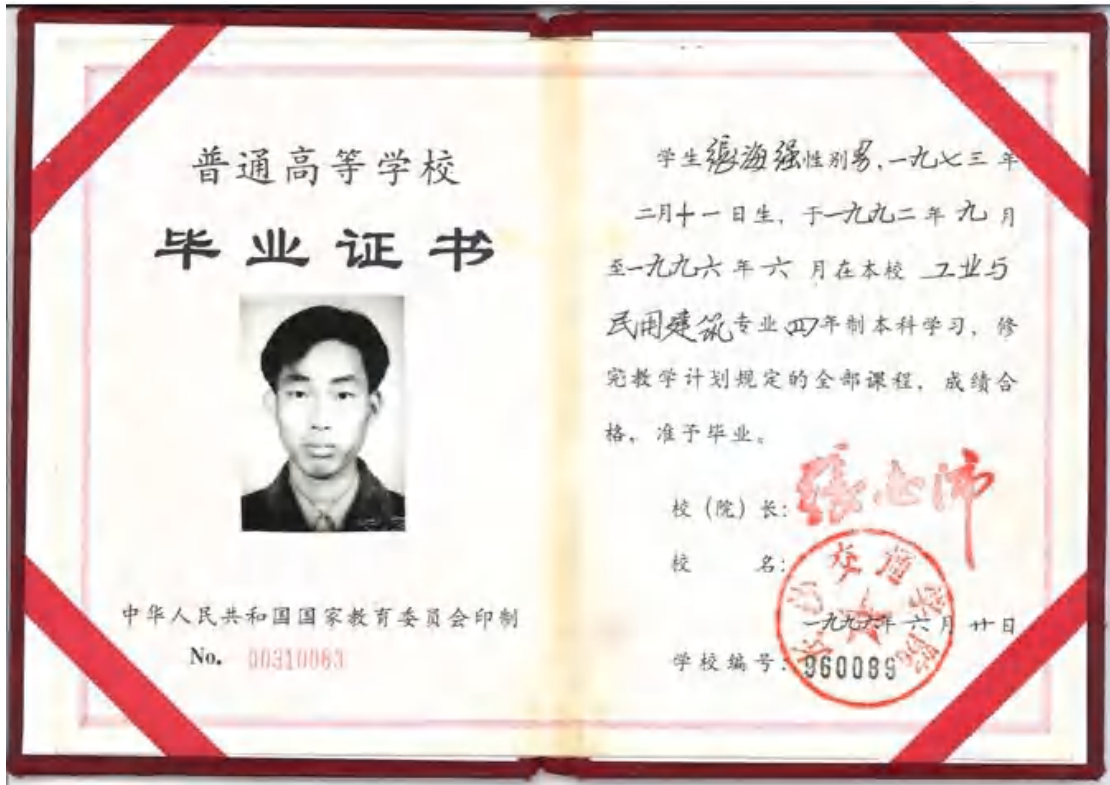 普通高等学校
毕业证书
中华人民共和国国家教育委员会印制
No. 00310083
学生張海强性别男,一九七三年
二月十一日生,于一九九二年九月
至一九九六年六月在本校 工业与
民用建筑专业四年制本科学习,修
完教学计划规定的全部课程,成绩合
格,准予毕业。
校(院)长:
校 名: 交通学院
一九九六年六月廿日
学校编号: 960089